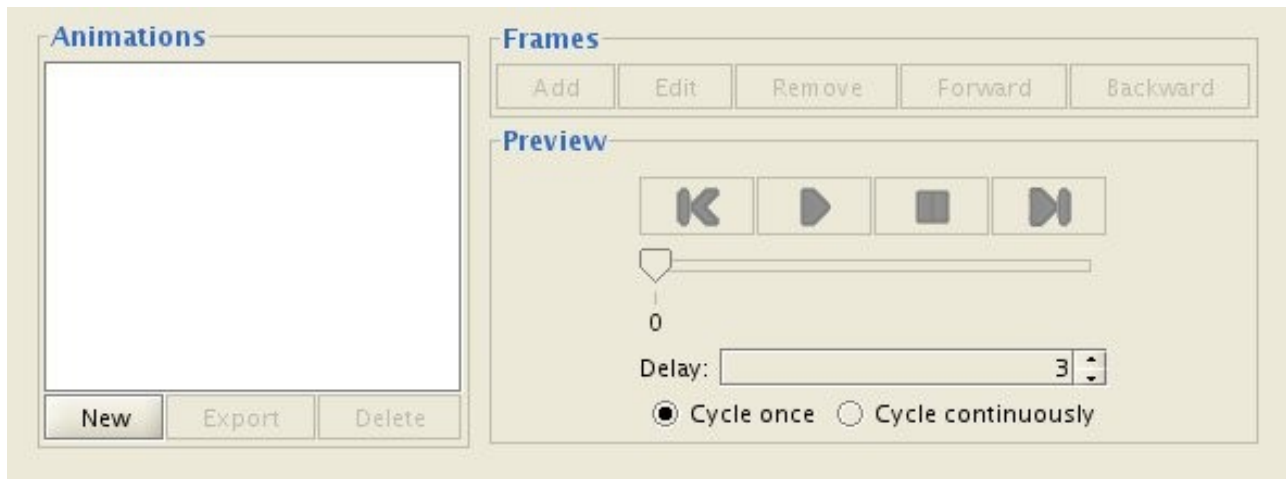 Animations
New Export Delete
Frames
Add Edit Remove Forward Backward
Preview
0
Delay: 3
Cycle once Cycle continuously